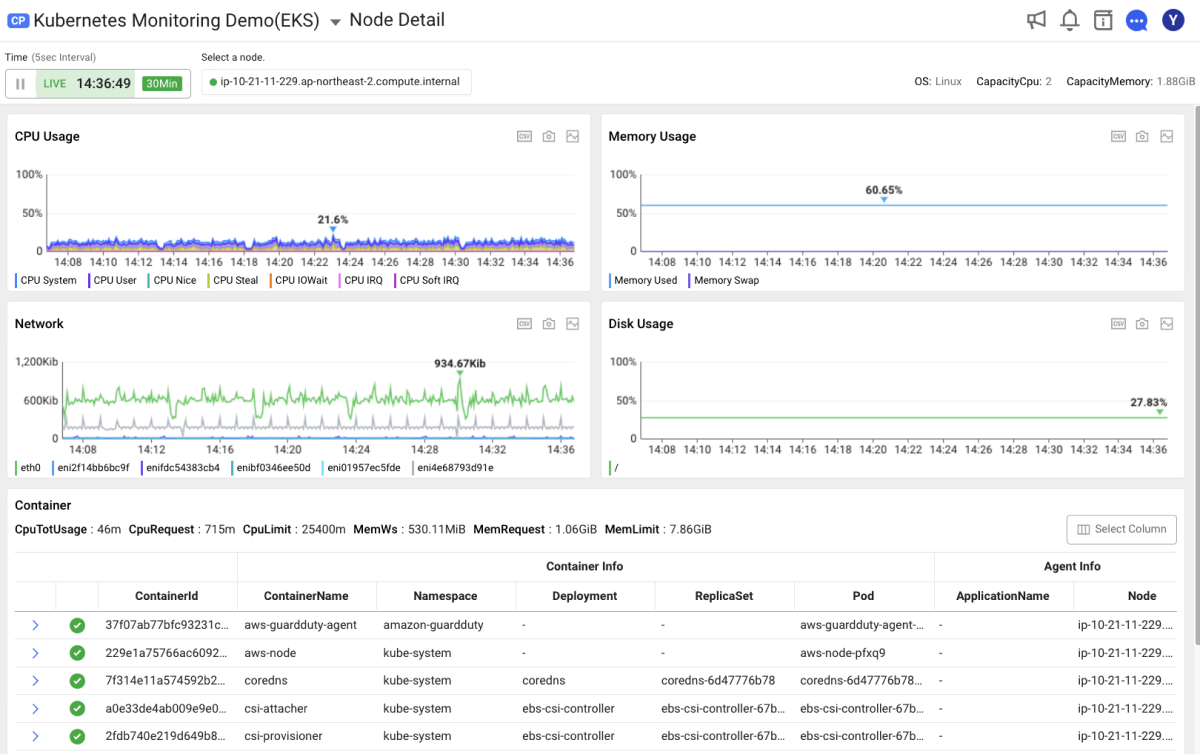 CP Kubernetes Monitoring Demo(EKS) Node Detail
Y
Time (5sec Interval) Select a node.
LIVE 14:36:49 30Min ip-10-21-11-229.ap-northeast-2.compute.internal OS: Linux CapacityCpu: 2 CapacityMemory: 1.88GiB
CPU Usage
CSV
100%
50%
0
21.6%
14:08 14:10 14:12 14:14 14:16 14:18 14:20 14:22 14:24 14:26 14:28 14:30 14:32 14:34 14:36
CPU System CPU User CPU Nice CPU Steal CPU IOWait CPU IRQ CPU Soft IRQ
Memory Usage
CSV
100%
50%
0
60.65%
14:08 14:10 14:12 14:14 14:16 14:18 14:20 14:22 14:24 14:26 14:28 14:30 14:32 14:34 14:36
Memory Used Memory Swap
Network
CSV
1,200Kib
600Kib
0
934.67Kib
14:08 14:12 14:16 14:20 14:24 14:28 14:32 14:36
eth0 eni2f14bb6bc9f enifdc54383cb4 enibf0346ee50d eni01957ec5fde eni4e68793d91e
Disk Usage
CSV
100%
50%
0
27.83%
14:08 14:10 14:12 14:14 14:16 14:18 14:20 14:22 14:24 14:26 14:28 14:30 14:32 14:34 14:36
/
Container
CpuTotUsage : 46m CpuRequest : 715m CpuLimit : 25400m MemWs : 530.11MiB MemRequest : 1.06GiB MemLimit : 7.86GiB
Select Column
Container Info Agent Info
ContainerId ContainerName Namespace Deployment ReplicaSet Pod ApplicationName Node
37f07ab77bfc93231c... aws-guardduty-agent amazon-guardduty - - aws-guardduty-agent-... - ip-10-21-11-229....
229e1a75766ac6092... aws-node kube-system - - aws-node-pfxq9 - ip-10-21-11-229....
7f314e11a574592b2... coredns kube-system coredns coredns-6d47776b78 coredns-6d47776b78... - ip-10-21-11-229....
a0e33de4ab009e9e0... csi-attacher kube-system ebs-csi-controller ebs-csi-controller-67b... ebs-csi-controller-67b... - ip-10-21-11-229....
2fdb740e219d649b8... csi-provisioner kube-system ebs-csi-controller ebs-csi-controller-67b... ebs-csi-controller-67b... - ip-10-21-11-229....